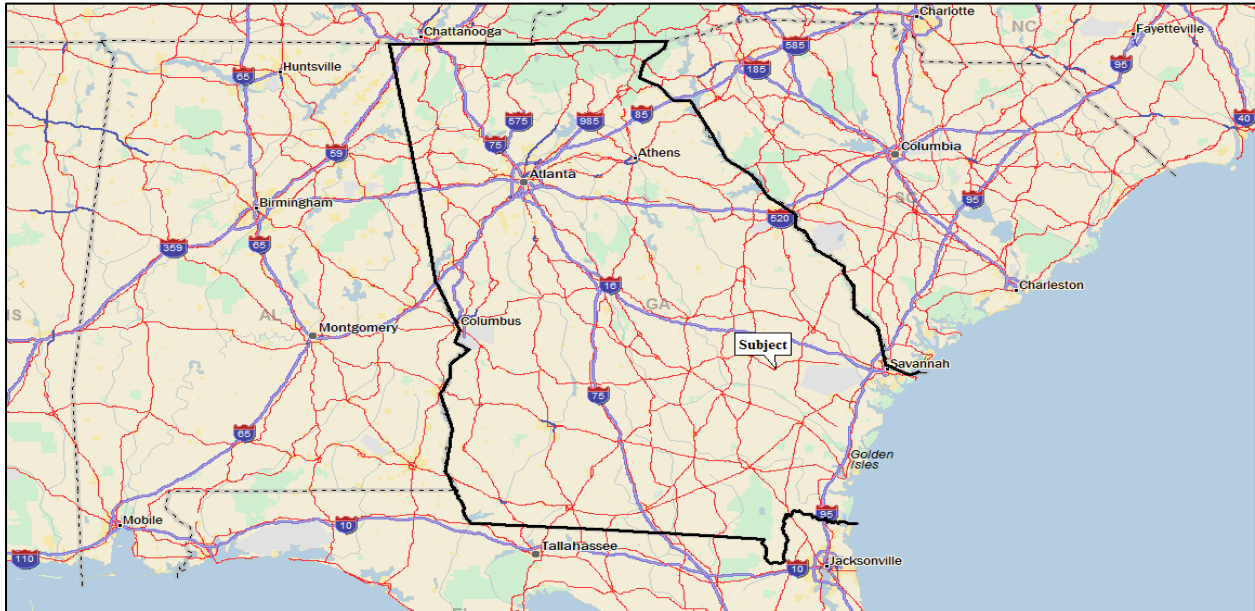 Charlotte
Chattanooga
NC
Fayetteville
585
95
65
Huntsville
185
575
985
85
40
75
59
Athens
Columbia
Atlanta
SC
95
Birmingham
520
359
65
16
Charleston
GA
AL
Montgomery
Columbus
Subject
Savannah
75
65
Golden
Isles
95
Mobile
10
Tallahassee
110
10
Jacksonville